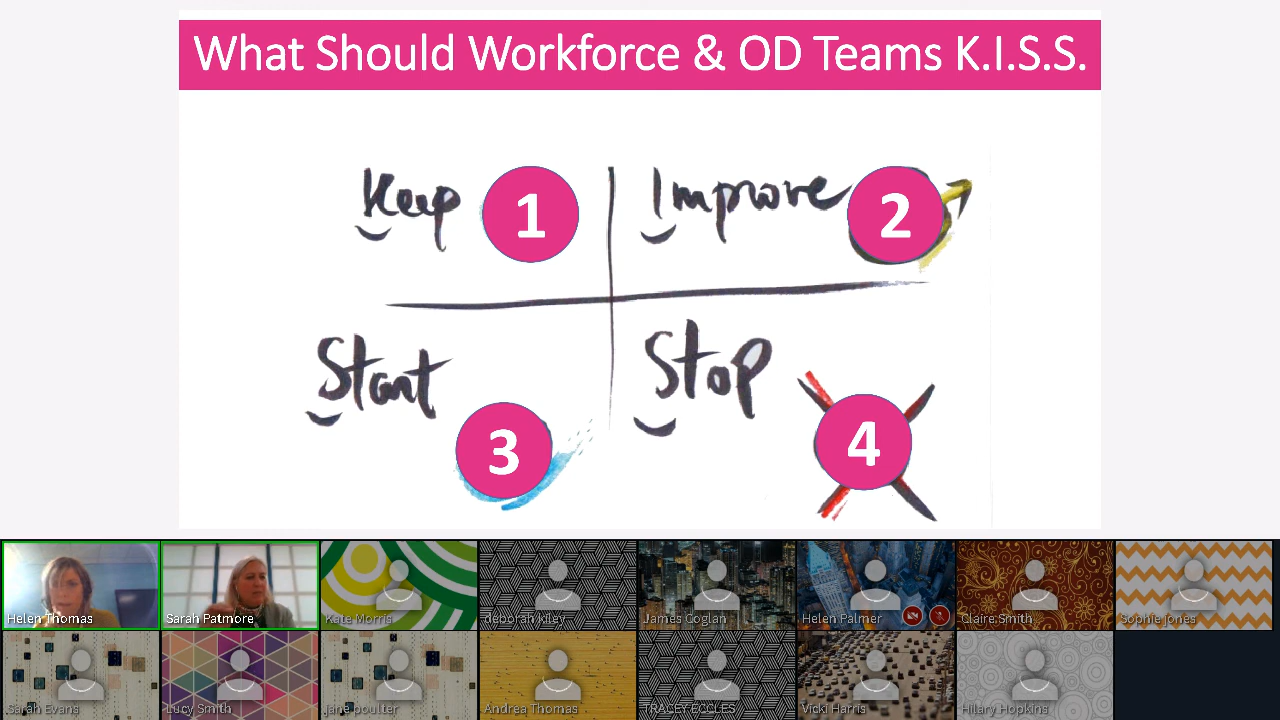 What Should Workforce & OD Teams K.I.S.S.
Keep 1
Improve 2
Start 3
Stop 4
Helen Thomas
Sarah Patmore
Kate Morris
deborah kiley
James Coglan
Helen Palmer
Claire.Smith
Sophie Jones
Sarah Evans
Lucy Smith
jane poulter
Andrea Thomas
TRACEY ECCLES
Vicki Harris
Hilary Hopkins